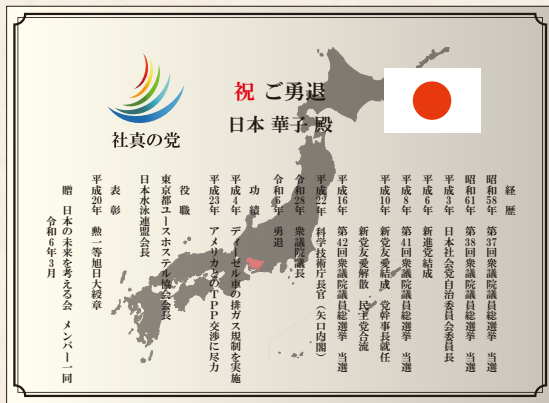 社真の党
祝 ご勇退
日本 華子 殿
経 歴
昭和58年 第37回衆議院議員総選挙 当選
昭和61年 第38回衆議院議員総選挙 当選
平成3年 日本社会党自治委員会委員長
平成6年 新進党結成
平成8年 第41回衆議院議員総選挙 当選
平成10年 新党友愛結成 党幹事長就任
新党友愛解散 民主党合流
平成16年 第42回衆議院議員総選挙 当選
平成22年 科学技術庁長官(矢口内閣)
令和28年 衆議院議長
令和6年 勇退
功 績
平成4年 ディーゼル車の排ガス規制を実施
平成23年 アメリカとのTPP交渉に尽力
役 職
東京都ユースホステル協会会長
日本水泳連盟会長
表 彰
平成20年 勲一等旭日大綬章
贈 日本の未来を考える会 メンバー一同
令和6年3月